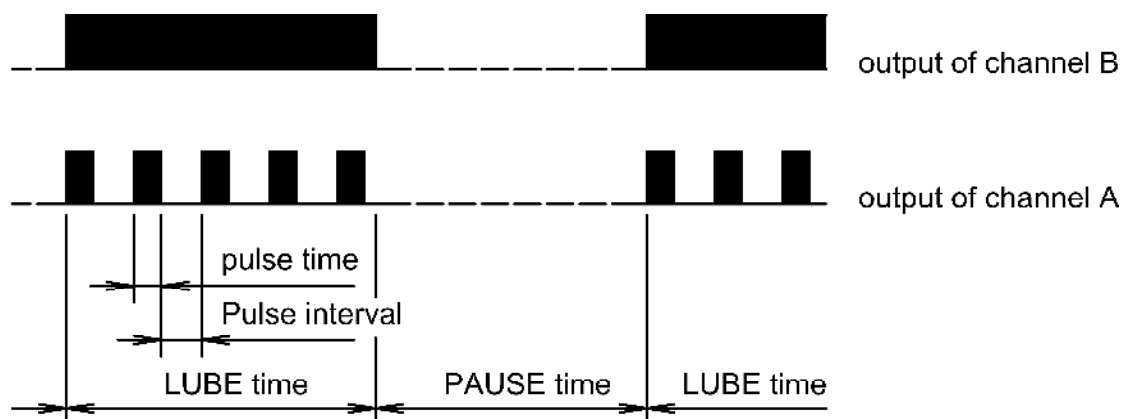 output of channel B
output of channel A
pulse time
Pulse interval
LUBE time PAUSE time LUBE time